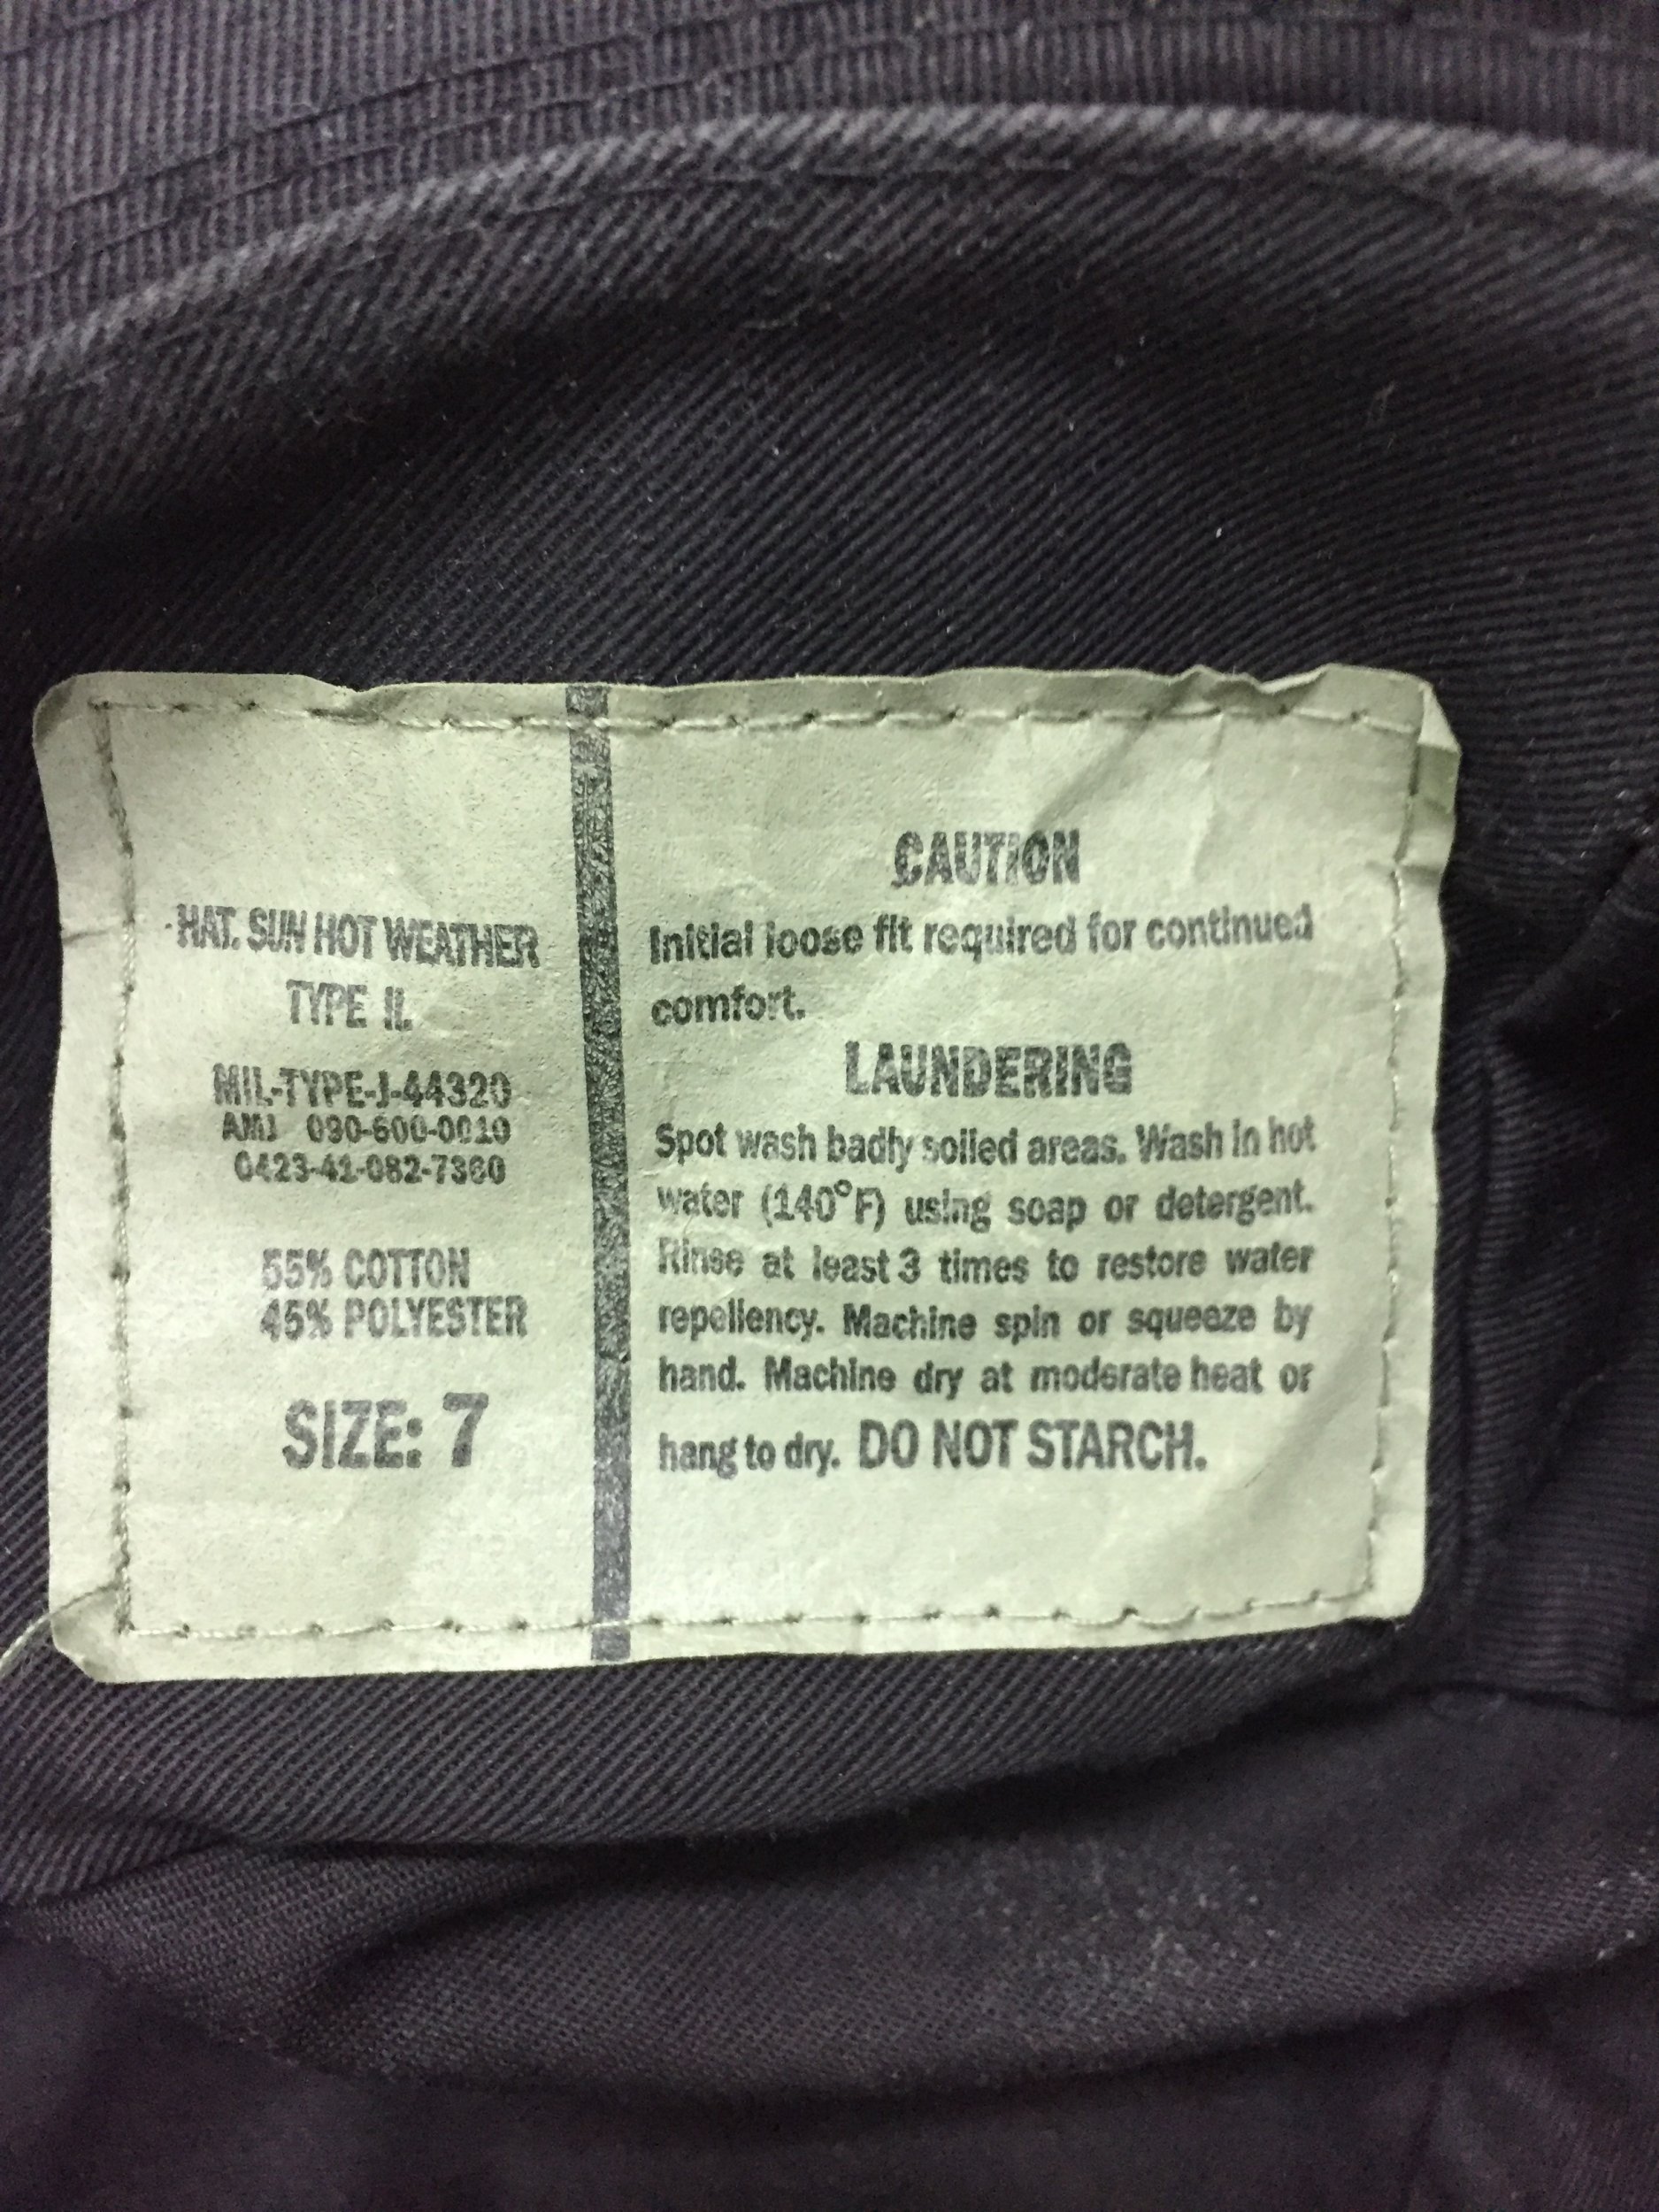 HAT. SUN HOT WEATHER
TYPE II.
MIL-TYPE-J-44320
AMJ 090-600-0010
0423-41-082-7360
55% COTTON
45% POLYESTER
SIZE: 7
CAUTION
Initial loose fit required for continued
comfort.
LAUNDERING
Spot wash badly soiled areas. Wash in hot
water (140°F) using soap or detergent.
Rinse at least 3 times to restore water
repellency. Machine spin or squeeze by
hand. Machine dry at moderate heat or
hang to dry. DO NOT STARCH.